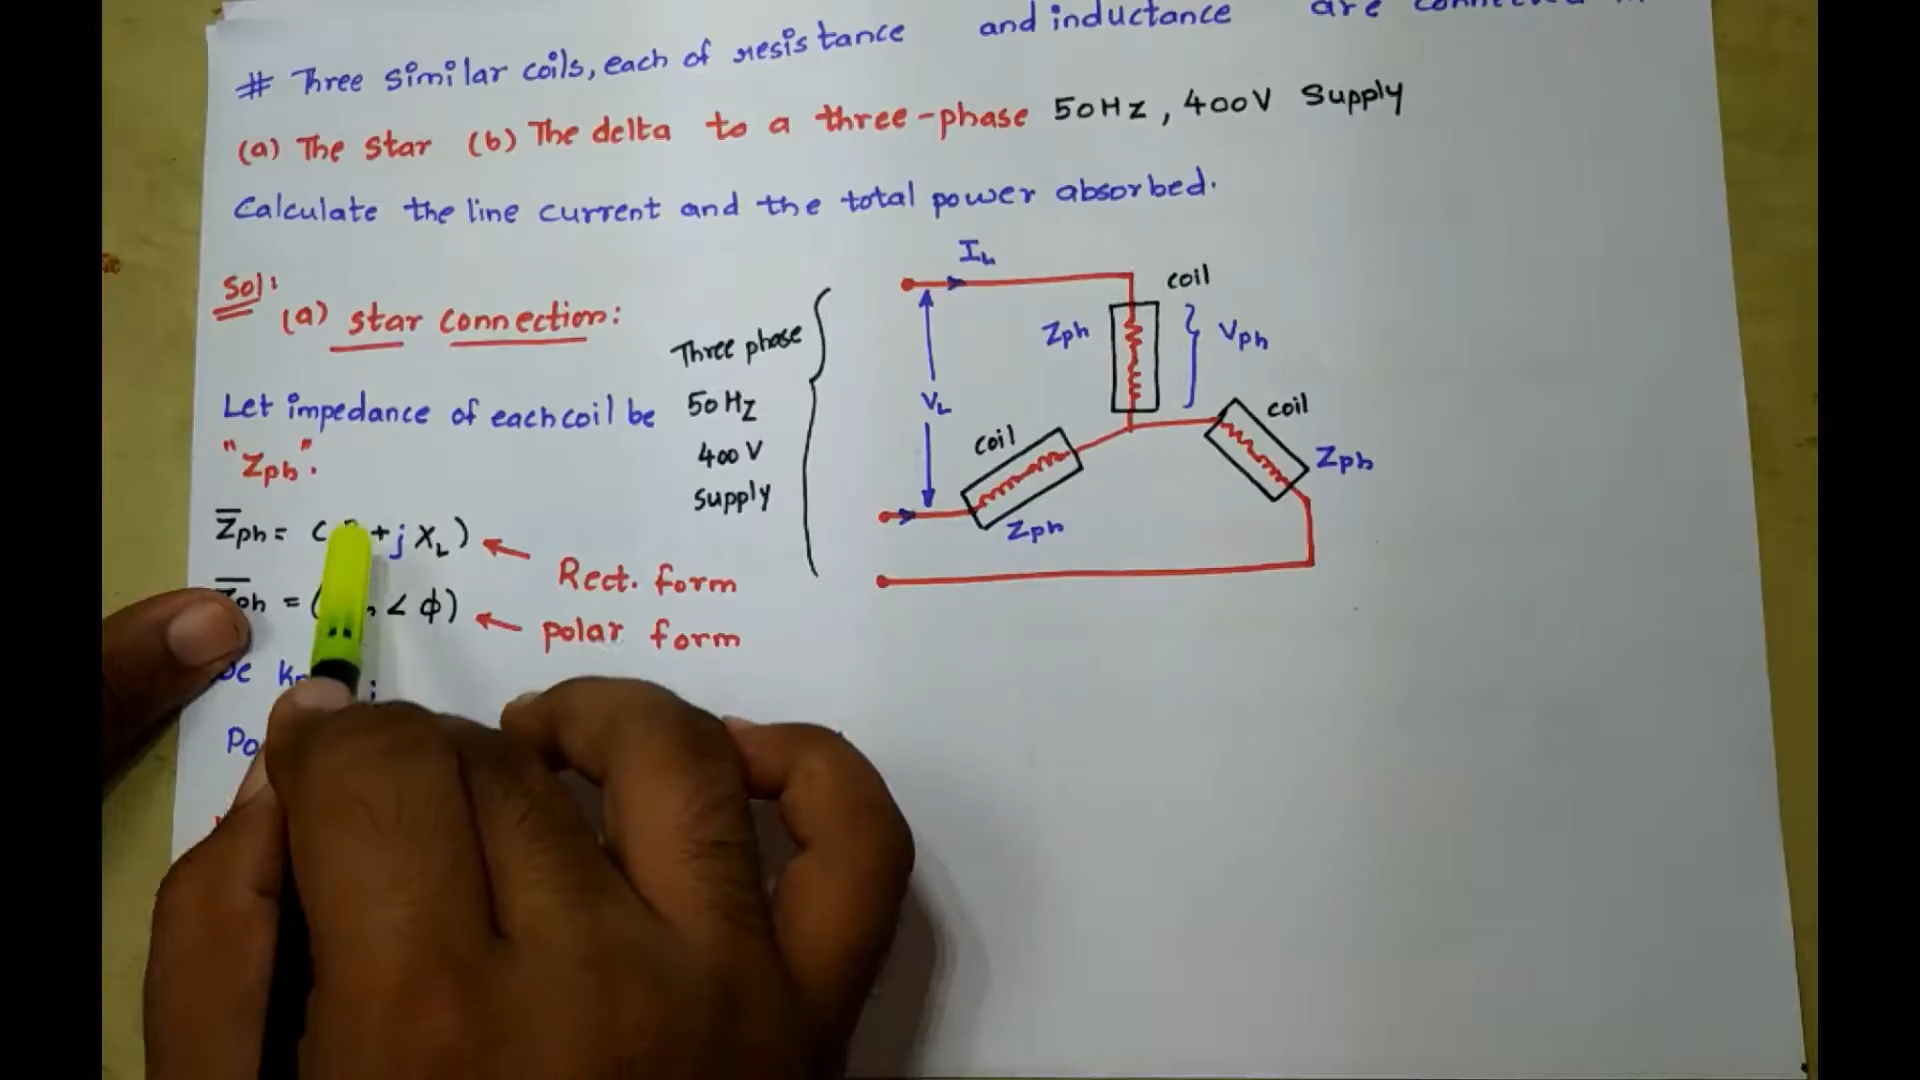 # Three similar coils, each of resistance and inductance are connected
(a) The star (b) The delta to a three-phase 50Hz, 400V Supply
Calculate the line current and the total power absorbed.
Sol:
(a) star connection:
Let impedance of each coil be
"Zph".
Z̅ph = ( +j XL) Rect. form
= ( ∠ φ) polar form
Three phase
50 Hz
400 V
supply
IL
VL
coil
Zph
Vph
coil
Zph
coil
Zph